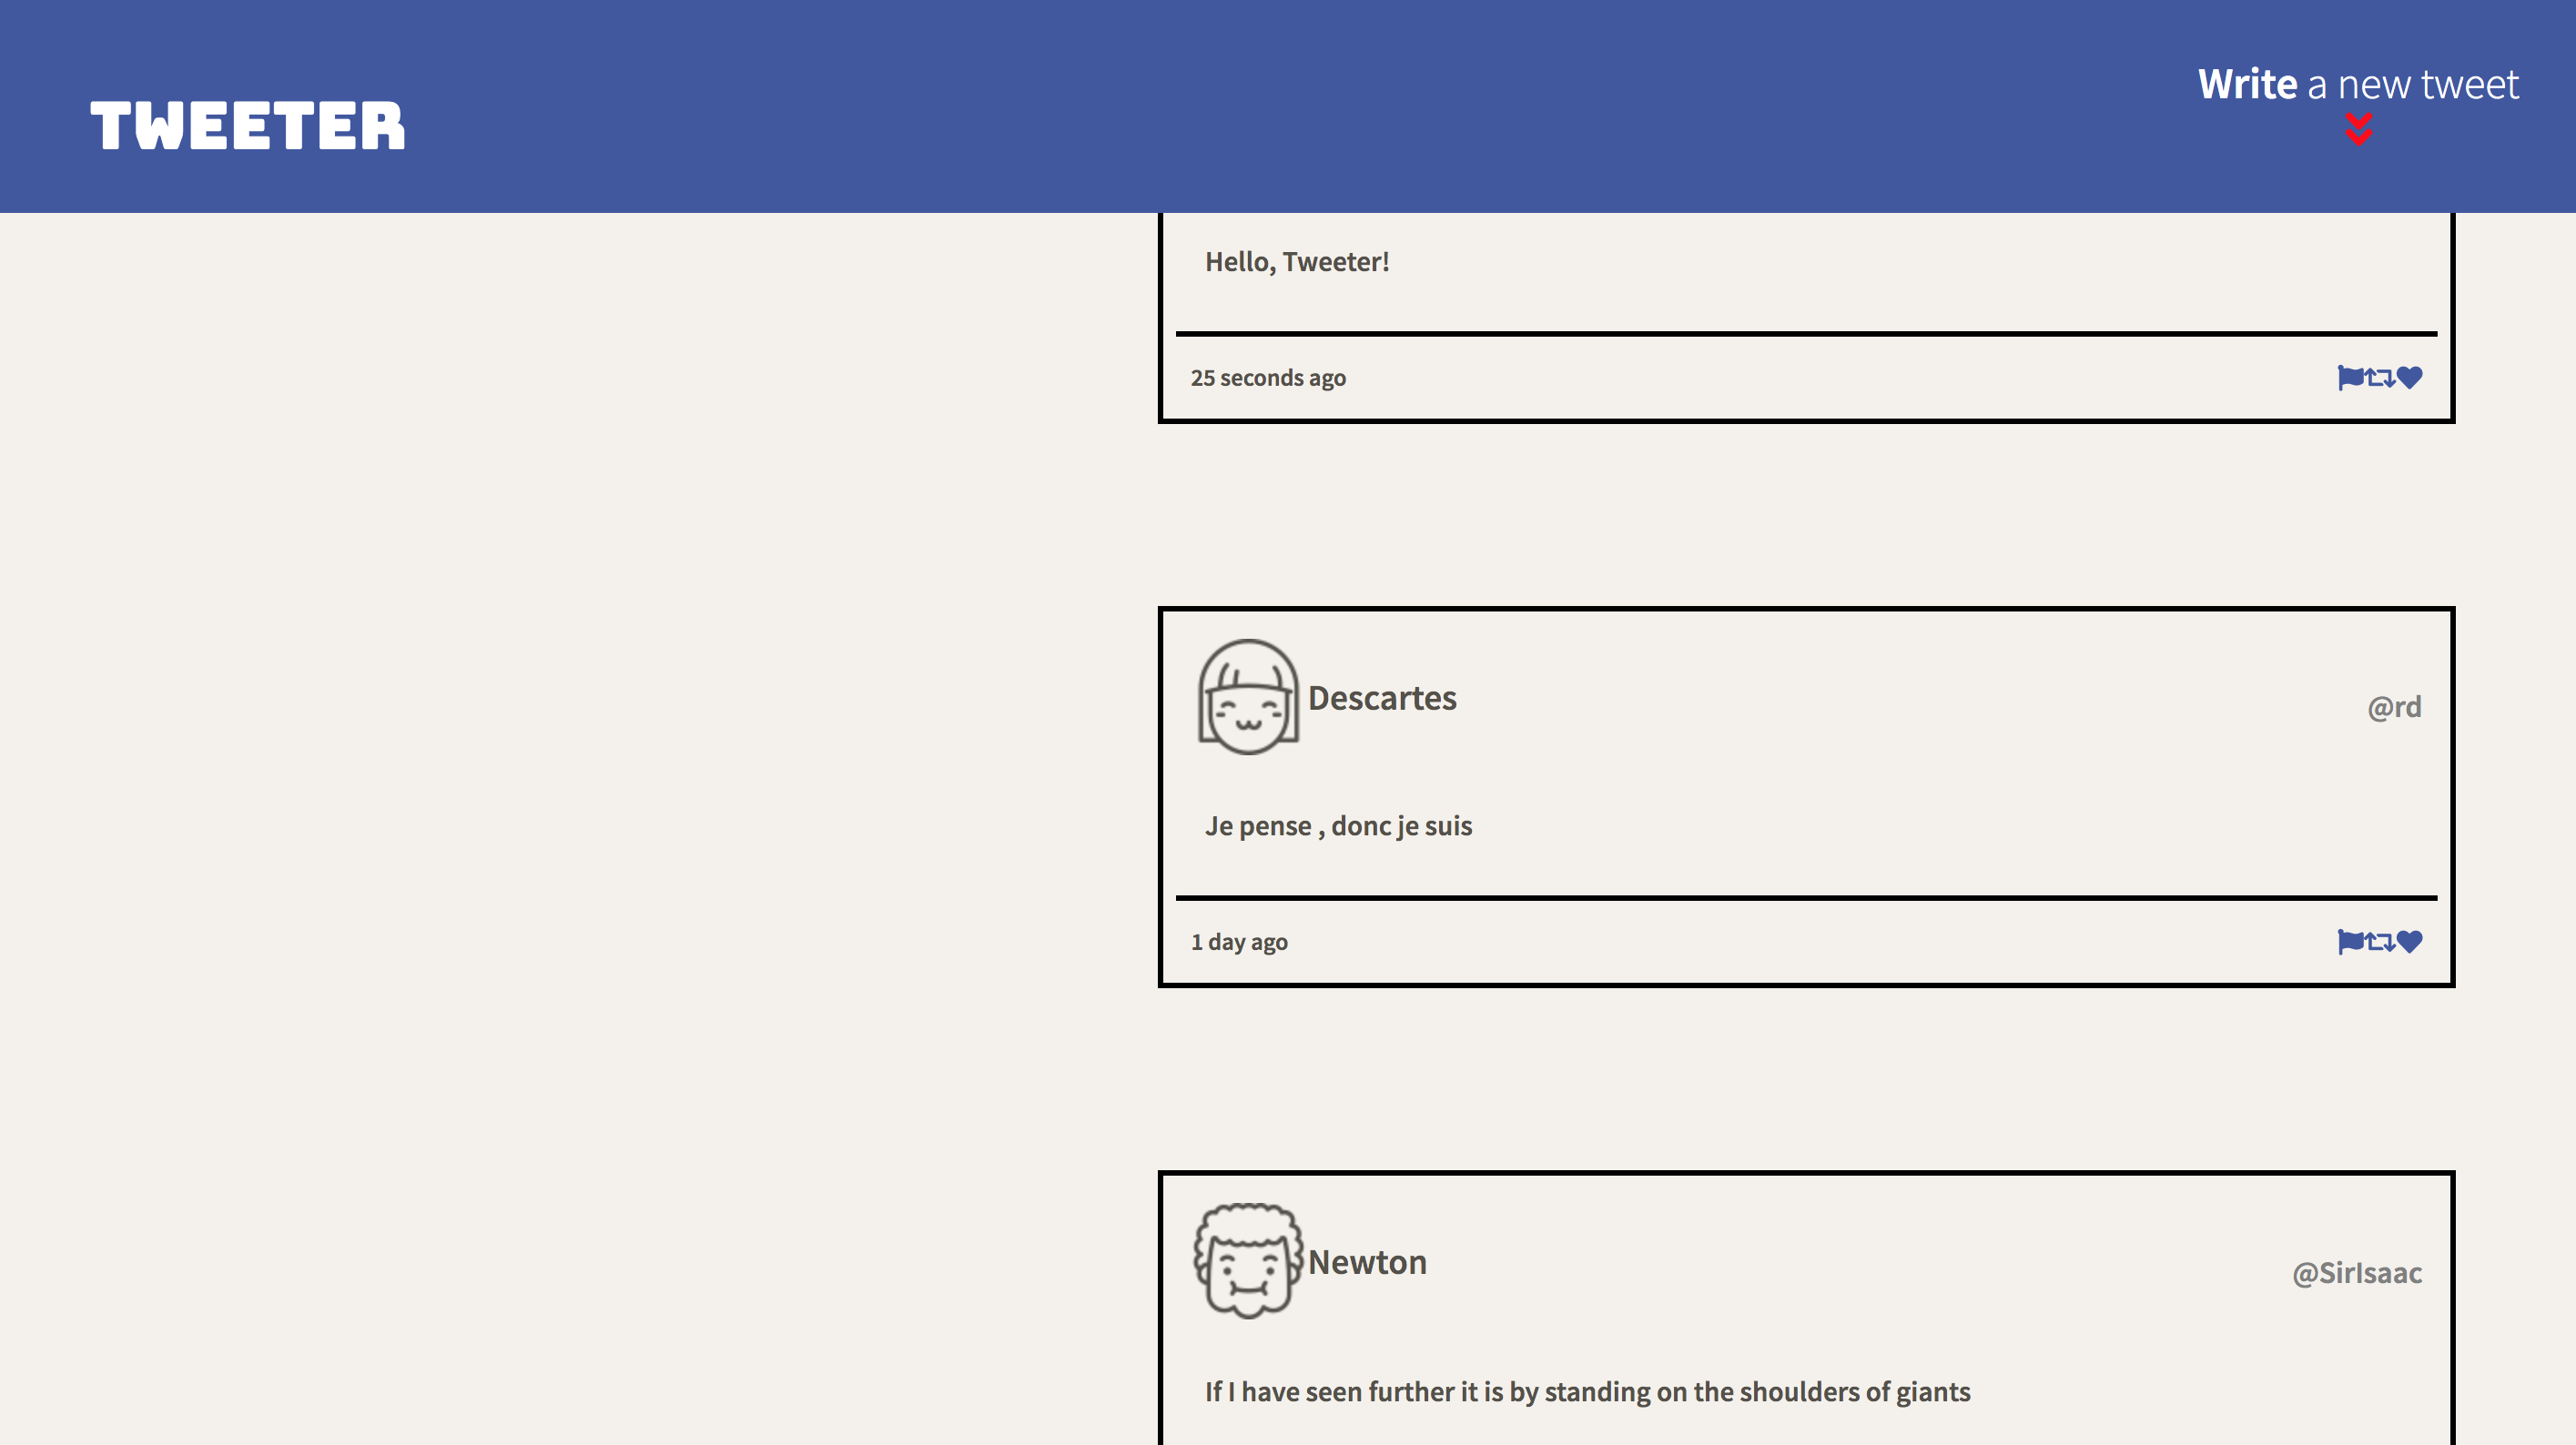 TWEETER
Write a new tweet
Hello, Tweeter!
25 seconds ago
Descartes
@rd
Je pense , donc je suis
1 day ago
Newton
@SirIsaac
If I have seen further it is by standing on the shoulders of giants